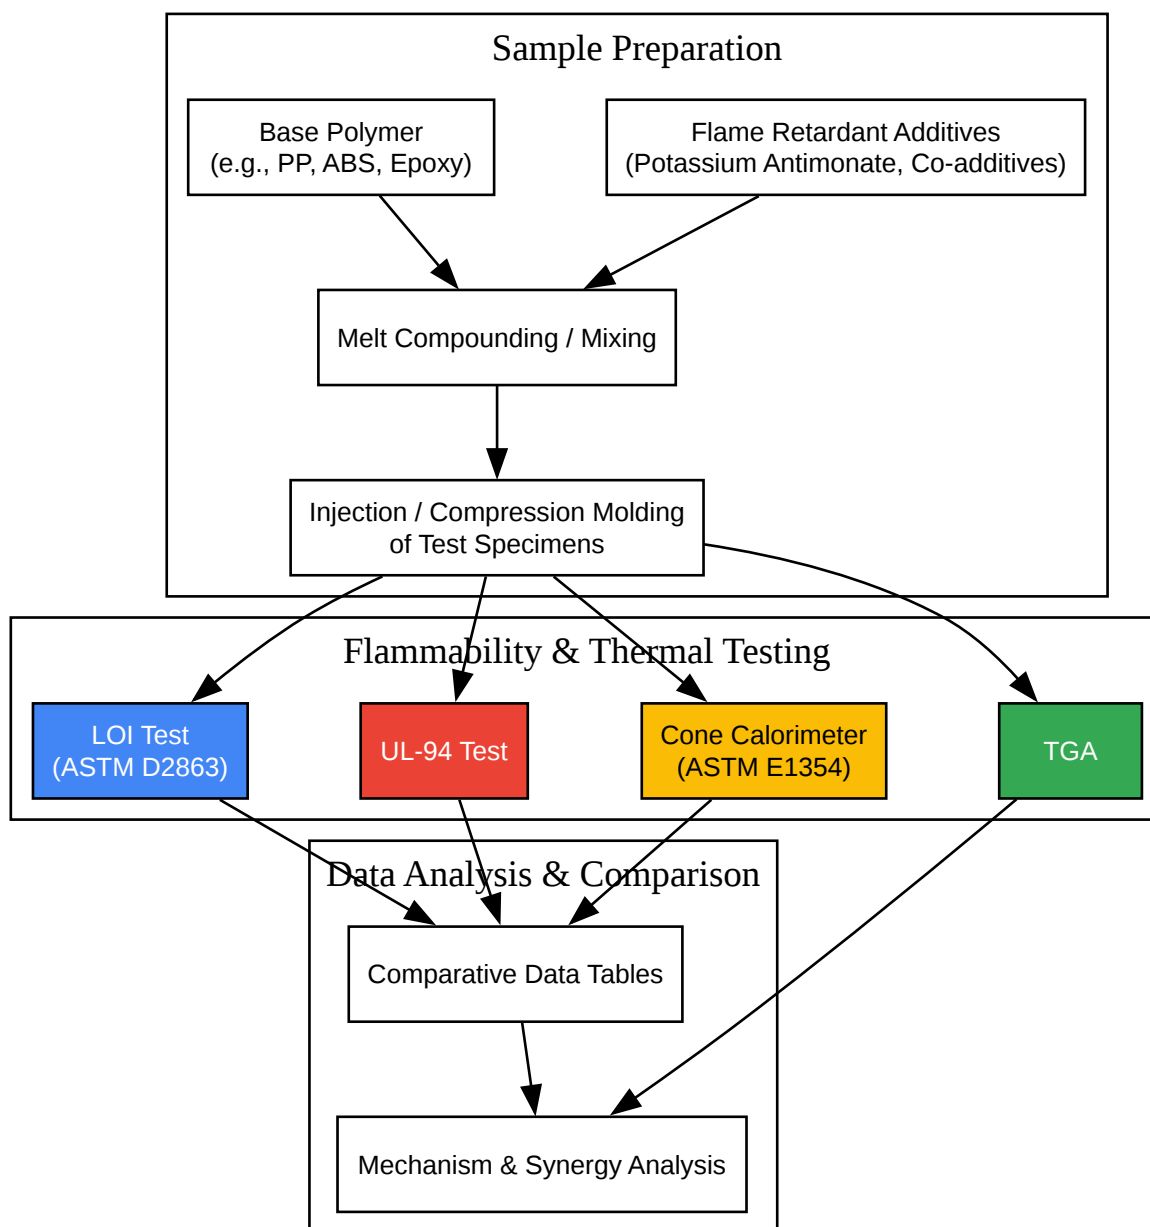 Sample Preparation
Base Polymer
(e.g., PP, ABS, Epoxy)
Flame Retardant Additives
(Potassium Antimonate, Co-additives)
Melt Compounding / Mixing
Injection / Compression Molding
of Test Specimens
Flammability & Thermal Testing
LOI Test
(ASTM D2863)
UL-94 Test
Cone Calorimeter
(ASTM E1354)
TGA
Data Analysis & Comparison
Comparative Data Tables
Mechanism & Synergy Analysis